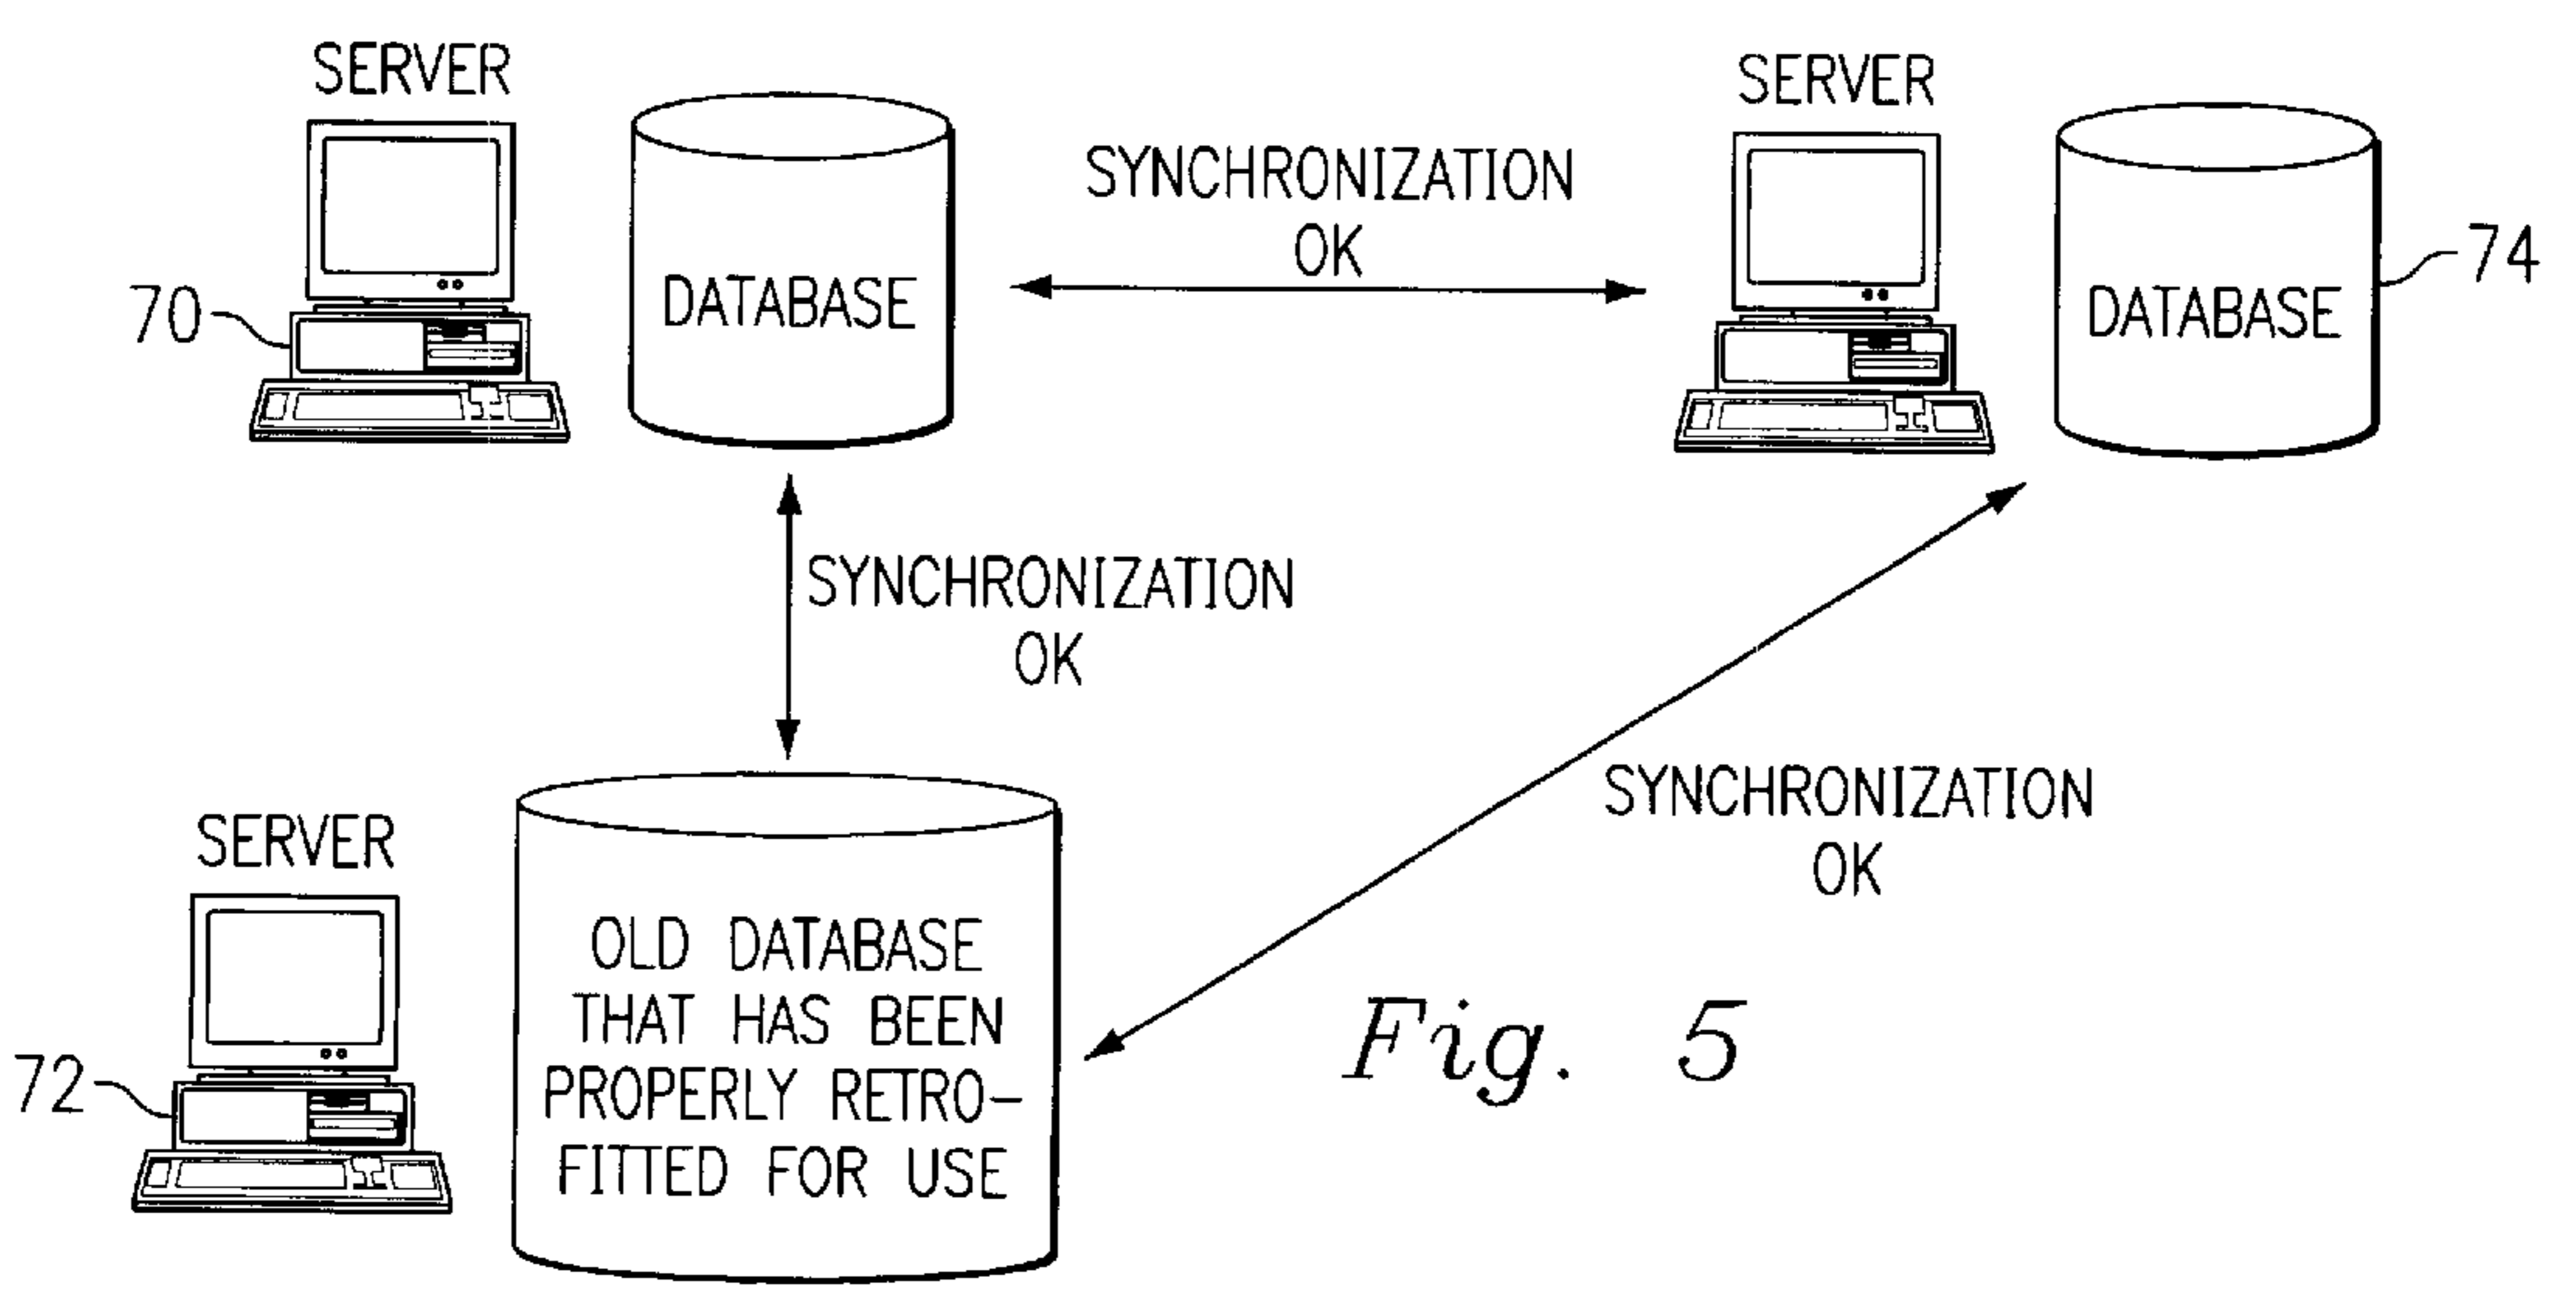 SERVER
SERVER
SYNCHRONIZATION
OK
70
DATABASE
DATABASE
74
SYNCHRONIZATION
OK
SERVER
SYNCHRONIZATION
OK
72
OLD DATABASE
THAT HAS BEEN
PROPERLY RETRO-
FITTED FOR USE
Fig. 5